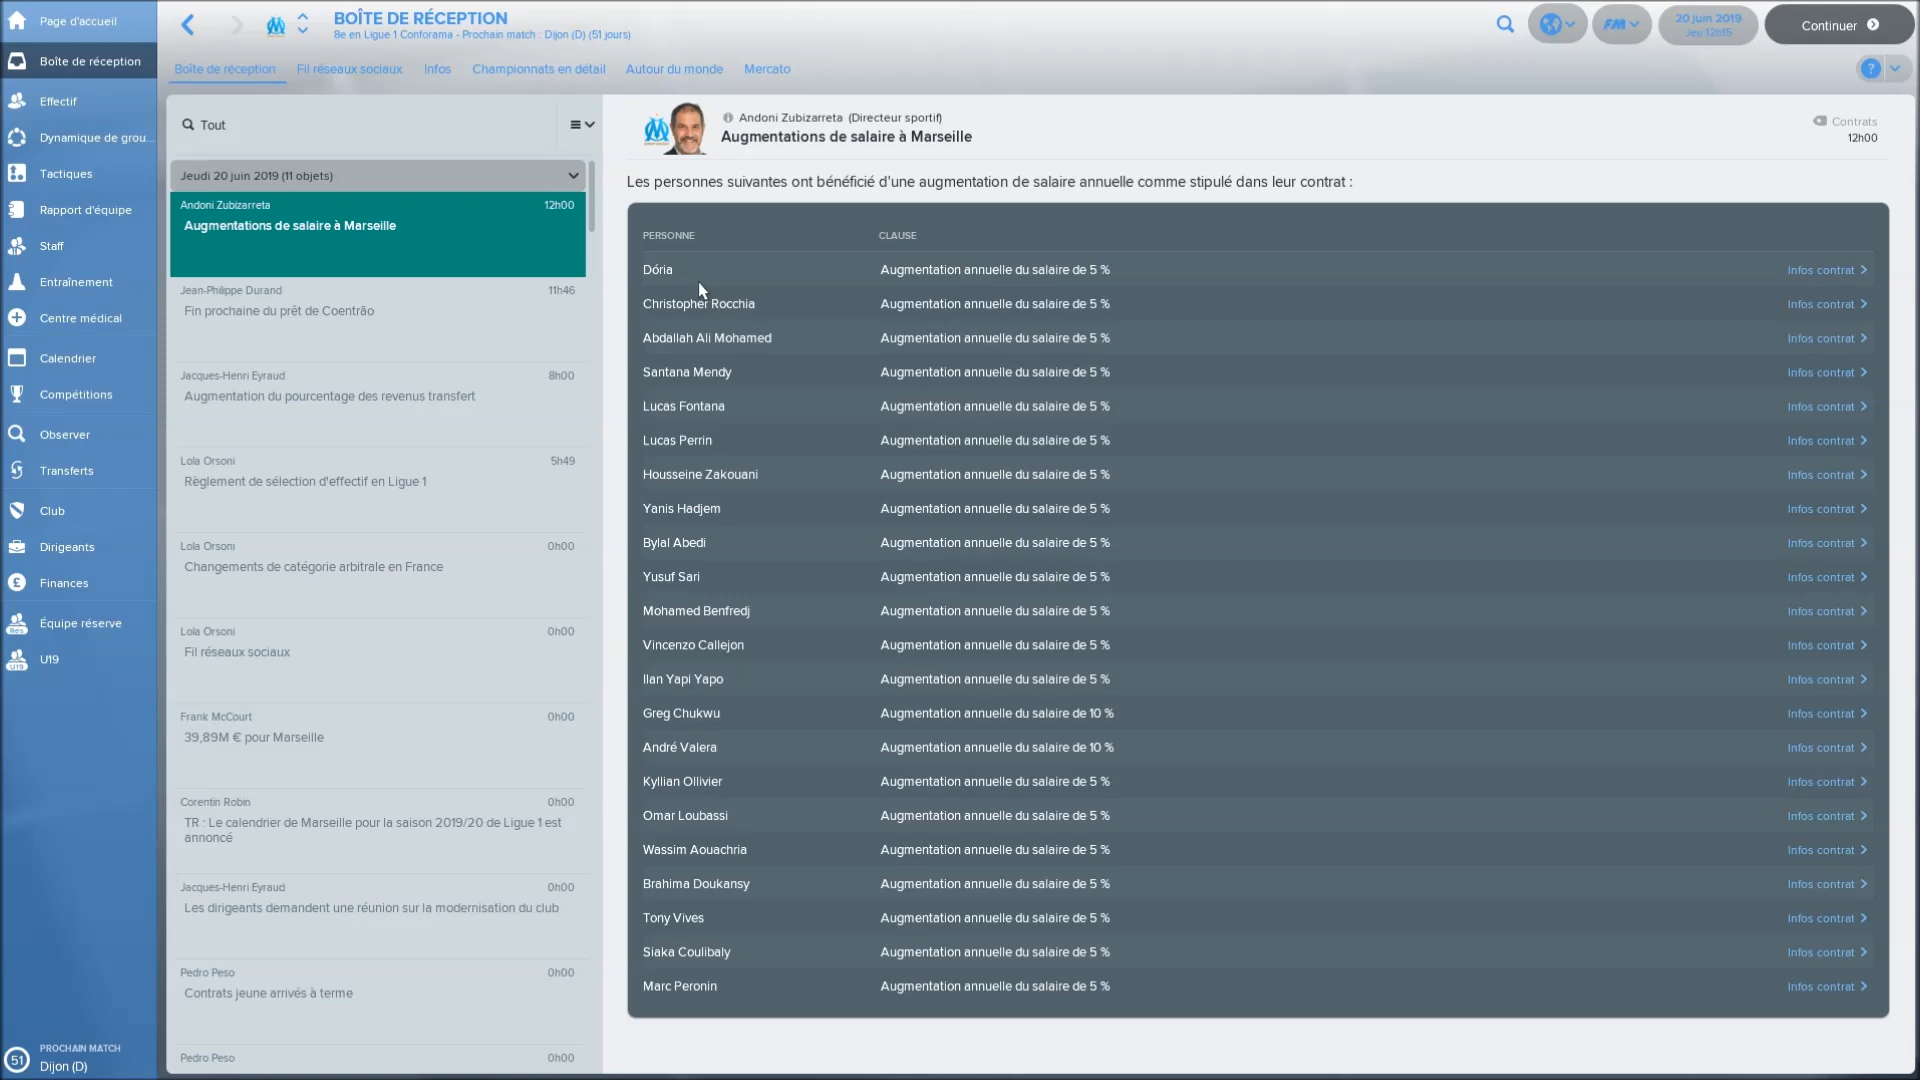 Page d'accueil
Boîte de réception
Effectif
Dynamique de grou...
Tactiques
Rapport d'équipe
Staff
Entraînement
Centre médical
Calendrier
Compétitions
Observer
Transferts
Club
Dirigeants
Finances
Équipe réserve
U19
PROCHAIN MATCH
51
Dijon (D)
BOÎTE DE RÉCEPTION
8e en Ligue 1 Conforama - Prochain match : Dijon (D) (51 jours)
FM
20 juin 2019
Jeu 12h15
Continuer
Boîte de réception
Fil réseaux sociaux
Infos
Championnats en détail
Autour du monde
Mercato
?
Tout
Jeudi 20 juin 2019 (11 objets)
Andoni Zubizarreta 12h00
Augmentations de salaire à Marseille
Jean-Philippe Durand 11h46
Fin prochaine du prêt de Coentrão
Jacques-Henri Eyraud 8h00
Augmentation du pourcentage des revenus transfert
Lola Orsoni 5h49
Règlement de sélection d'effectif en Ligue 1
Lola Orsoni 0h00
Changements de catégorie arbitrale en France
Lola Orsoni 0h00
Fil réseaux sociaux
Frank McCourt 0h00
39,89M € pour Marseille
Corentin Robin 0h00
TR : Le calendrier de Marseille pour la saison 2019/20 de Ligue 1 est
annoncé
Jacques-Henri Eyraud 0h00
Les dirigeants demandent une réunion sur la modernisation du club
Pedro Peso 0h00
Contrats jeune arrivés à terme
Pedro Peso 0h00
Andoni Zubizarreta (Directeur sportif)
Augmentations de salaire à Marseille
Contrats
12h00
Les personnes suivantes ont bénéficié d'une augmentation de salaire annuelle comme stipulé dans leur contrat :
PERSONNE CLAUSE
Dória Augmentation annuelle du salaire de 5 % Infos contrat
Christopher Rocchia Augmentation annuelle du salaire de 5 % Infos contrat
Abdallah Ali Mohamed Augmentation annuelle du salaire de 5 % Infos contrat
Santana Mendy Augmentation annuelle du salaire de 5 % Infos contrat
Lucas Fontana Augmentation annuelle du salaire de 5 % Infos contrat
Lucas Perrin Augmentation annuelle du salaire de 5 % Infos contrat
Housseine Zakouani Augmentation annuelle du salaire de 5 % Infos contrat
Yanis Hadjem Augmentation annuelle du salaire de 5 % Infos contrat
Bylal Abedi Augmentation annuelle du salaire de 5 % Infos contrat
Yusuf Sari Augmentation annuelle du salaire de 5 % Infos contrat
Mohamed Benfredj Augmentation annuelle du salaire de 5 % Infos contrat
Vincenzo Callejon Augmentation annuelle du salaire de 5 % Infos contrat
Ilan Yapi Yapo Augmentation annuelle du salaire de 5 % Infos contrat
Greg Chukwu Augmentation annuelle du salaire de 10 % Infos contrat
André Valera Augmentation annuelle du salaire de 10 % Infos contrat
Kyllian Ollivier Augmentation annuelle du salaire de 5 % Infos contrat
Omar Loubassi Augmentation annuelle du salaire de 5 % Infos contrat
Wassim Aouachria Augmentation annuelle du salaire de 5 % Infos contrat
Brahima Doukansy Augmentation annuelle du salaire de 5 % Infos contrat
Tony Vives Augmentation annuelle du salaire de 5 % Infos contrat
Siaka Coulibaly Augmentation annuelle du salaire de 5 % Infos contrat
Marc Peronin Augmentation annuelle du salaire de 5 % Infos contrat